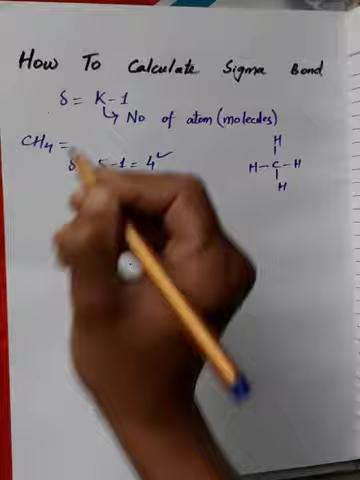 How To Calculate Sigma Bond
δ = K-1
No of atom (molecules)
CH4 =
δ 5-1 = 4 ✓
H
H-C-H
H